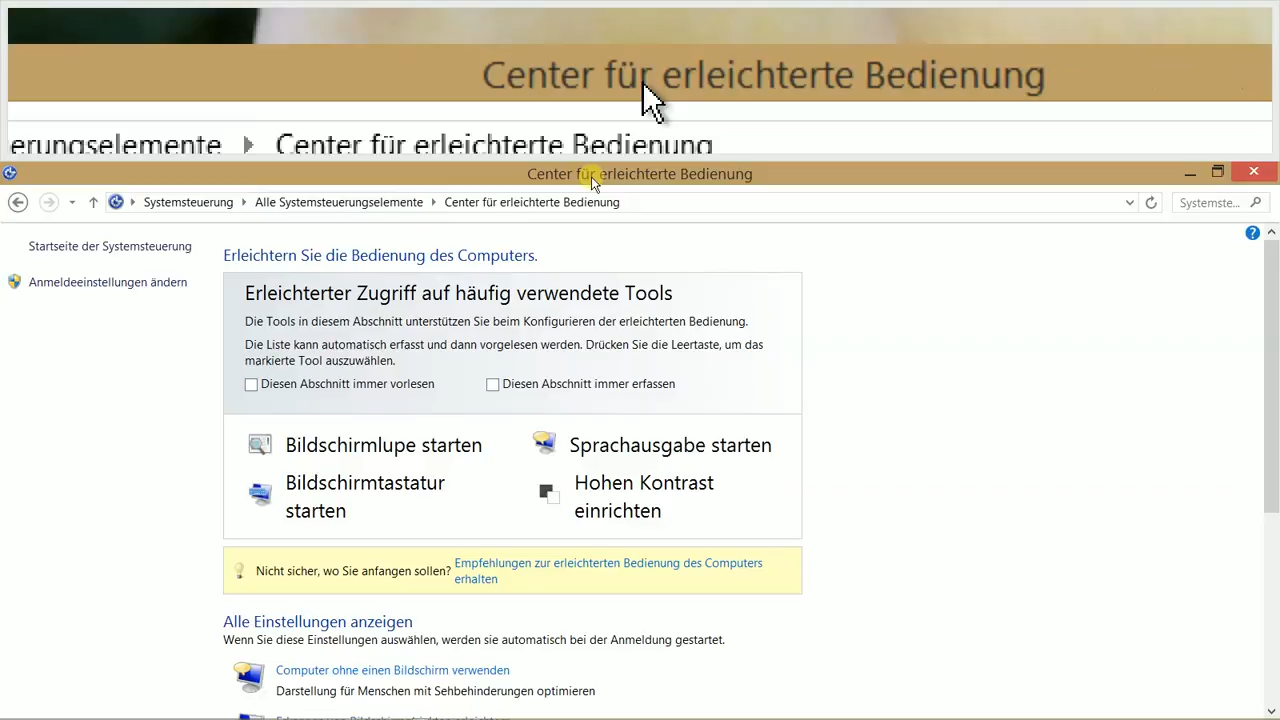 Center für erleichterte Bedienung
erungselemente Center für erleichterte Bedienung
Center für erleichterte Bedienung
Systemsteuerung Alle Systemsteuerungselemente Center für erleichterte Bedienung Systemste...
Startseite der Systemsteuerung
Anmeldeeinstellungen ändern
Erleichtern Sie die Bedienung des Computers.
Erleichterter Zugriff auf häufig verwendete Tools
Die Tools in diesem Abschnitt unterstützen Sie beim Konfigurieren der erleichterten Bedienung.
Die Liste kann automatisch erfasst und dann vorgelesen werden. Drücken Sie die Leertaste, um das
markierte Tool auszuwählen.
Diesen Abschnitt immer vorlesen Diesen Abschnitt immer erfassen
Bildschirmlupe starten Sprachausgabe starten
Bildschirmtastatur
starten
Hohen Kontrast
einrichten
Nicht sicher, wo Sie anfangen sollen? Empfehlungen zur erleichterten Bedienung des Computers
erhalten
Alle Einstellungen anzeigen
Wenn Sie diese Einstellungen auswählen, werden sie automatisch bei der Anmeldung gestartet.
Computer ohne einen Bildschirm verwenden
Darstellung für Menschen mit Sehbehinderungen optimieren